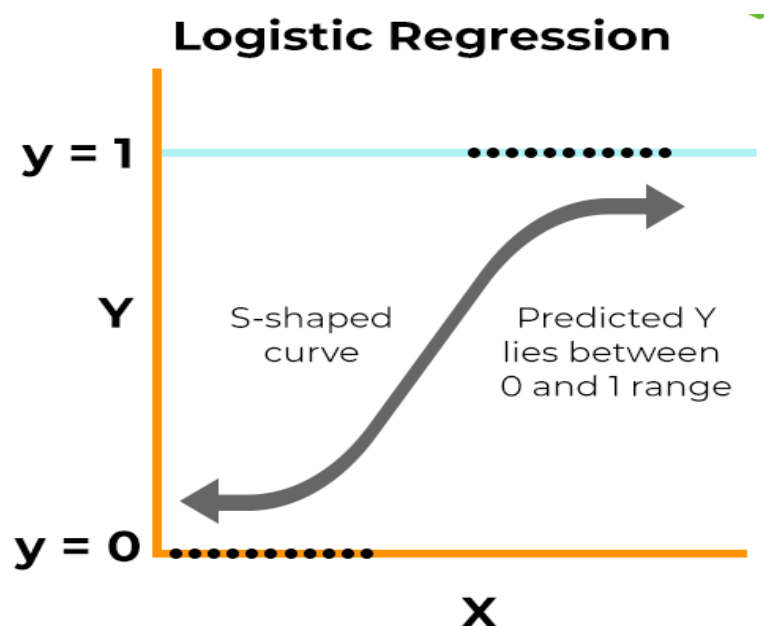 Logistic Regression
y = 1
Y
S-shaped
curve
Predicted Y
lies between
0 and 1 range
y = 0
X